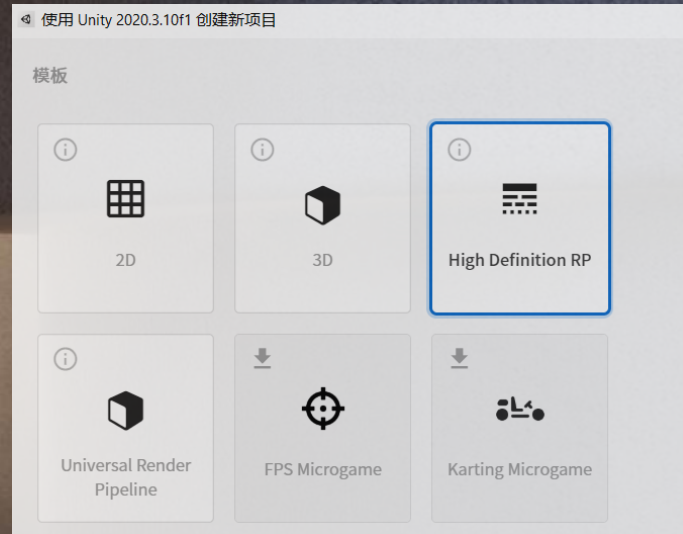 使用 Unity 2020.3.10f1 创建新项目
模板
2D
3D
High Definition RP
Universal Render
Pipeline
FPS Microgame
Karting Microgame